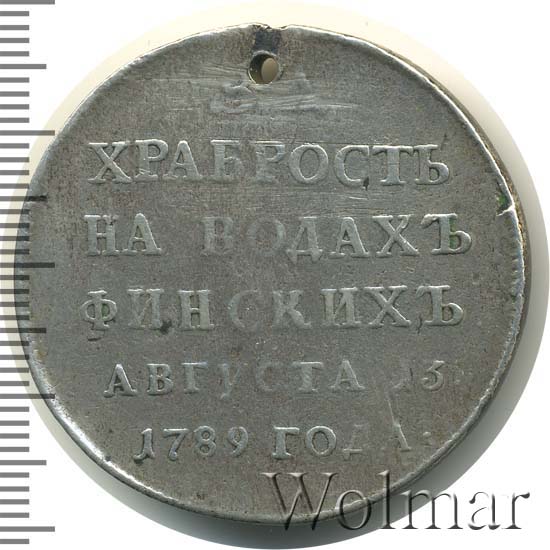 ХРАБРОСТЬ
НА ВОДАХЪ
ФИНСКИХЪ
АВГУСТА 13
1789 ГОДА:
Wolmar